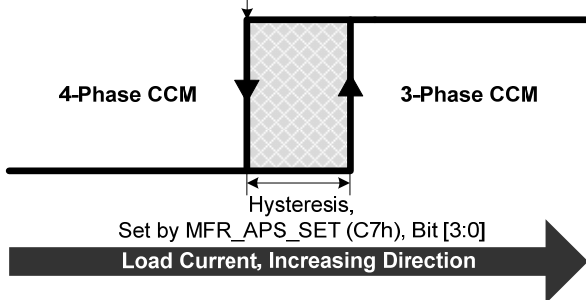 4-Phase CCM
3-Phase CCM
Hysteresis,
Set by MFR_APS_SET (C7h), Bit [3:0]
Load Current, Increasing Direction